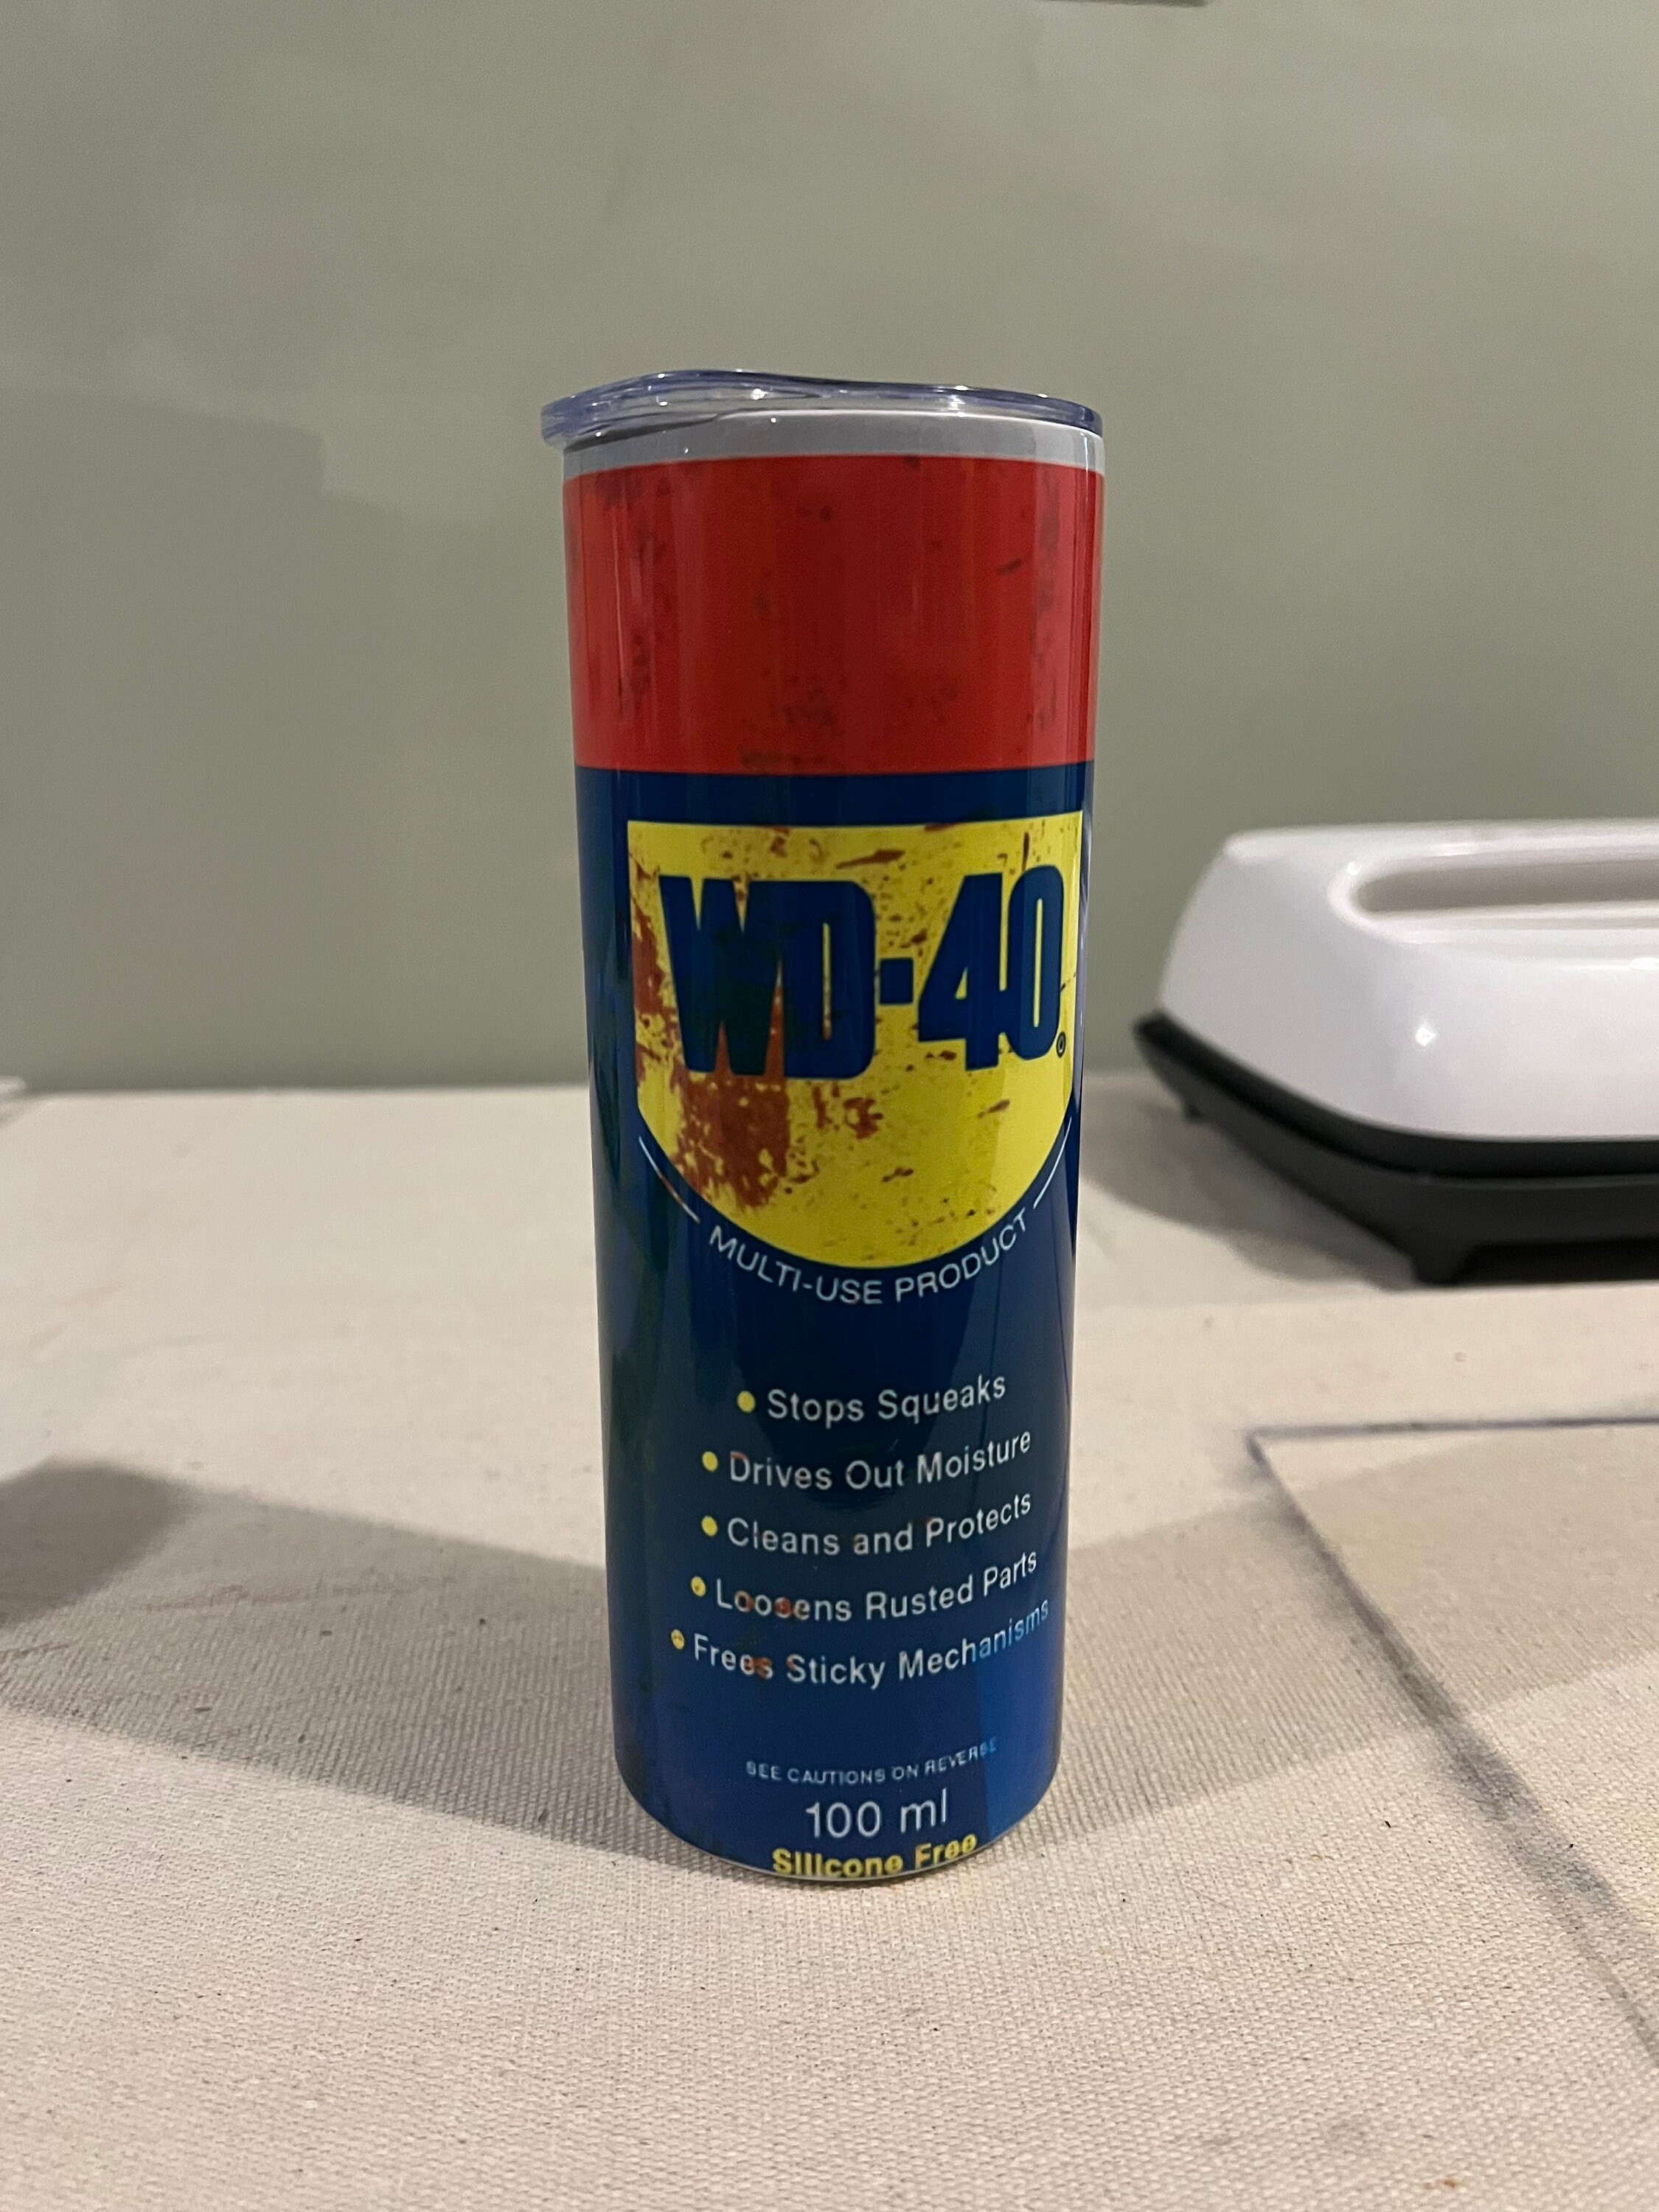 WD-40®
MULTI-USE PRODUCT
• Stops Squeaks
• Drives Out Moisture
• Cleans and Protects
• Loosens Rusted Parts
• Frees Sticky Mechanisms
SEE CAUTIONS ON REVERSE
100 ml
Silicone Free